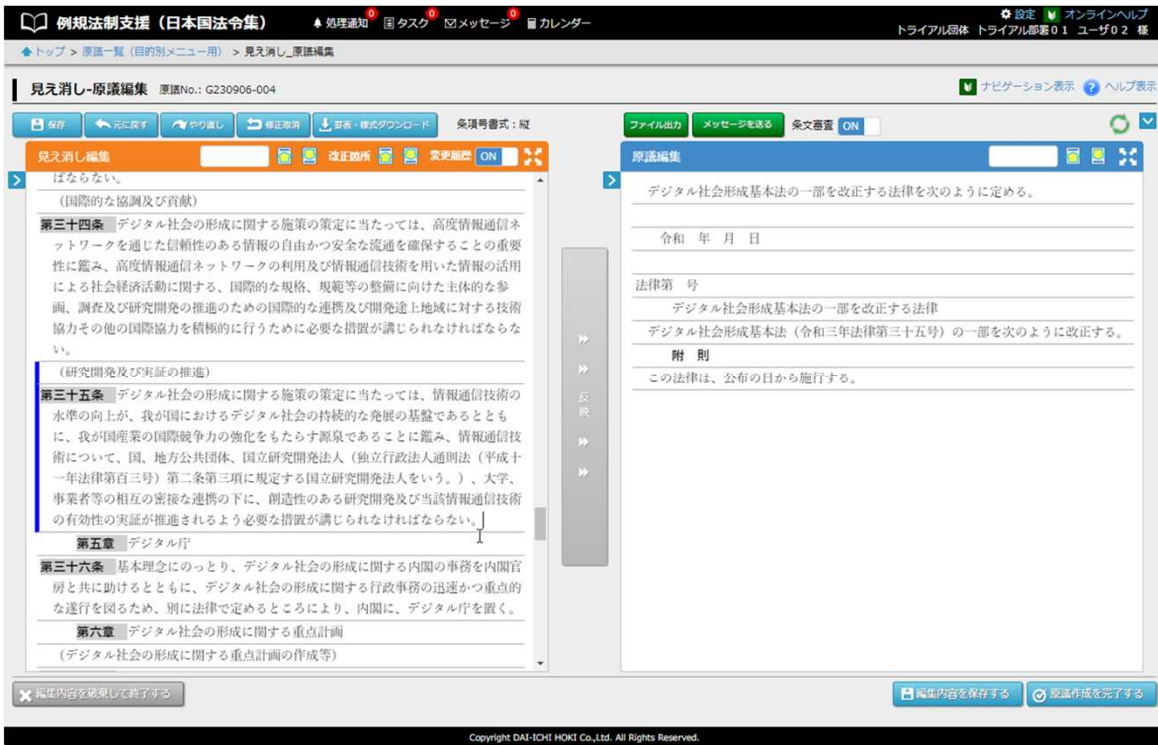 例規法制支援（日本国法令集）
処理通知 0 タスク 0 メッセージ 0 カレンダー
設定 オンラインヘルプ
トライアル団体 トライアル部署０１ ユーザ０２ 様
トップ > 原議一覧（目的別メニュー用） > 見え消し_原議編集
見え消し-原議編集 原議No.: G230906-004
ナビゲーション表示 ? ヘルプ表示
保存 元に戻す やり直し 修正取消 罫表・様式ダウンロード 条項号書式：縦
ファイル出力 メッセージを送る 条文審査 ON
見え消し編集 改正箇所 変更履歴 ON
ばならない。
（国際的な協調及び貢献）
第三十四条 デジタル社会の形成に関する施策の策定に当たっては、高度情報通信ネ
ットワークを通じた信頼性のある情報の自由かつ安全な流通を確保することの重要
性に鑑み、高度情報通信ネットワークの利用及び情報通信技術を用いた情報の活用
による社会経済活動に関する、国際的な規格、規範等の整備に向けた主体的な参
画、調査及び研究開発の推進のための国際的な連携及び開発途上地域に対する技術
協力その他の国際協力を積極的に行うために必要な措置が講じられなければならな
い。
（研究開発及び実証の推進）
第三十五条 デジタル社会の形成に関する施策の策定に当たっては、情報通信技術の
水準の向上が、我が国におけるデジタル社会の持続的な発展の基盤であるととも
に、我が国産業の国際競争力の強化をもたらす源泉であることに鑑み、情報通信技
術について、国、地方公共団体、国立研究開発法人（独立行政法人通則法（平成十
一年法律第百三号）第二条第三項に規定する国立研究開発法人をいう。）、大学、
事業者等の相互の密接な連携の下に、創造性のある研究開発及び当該情報通信技術
の有効性の実証が推進されるよう必要な措置が講じられなければならない。
第五章 デジタル庁
第三十六条 基本理念にのっとり、デジタル社会の形成に関する内閣の事務を内閣官
房と共に助けるとともに、デジタル社会の形成に関する行政事務の迅速かつ重点的
な遂行を図るため、別に法律で定めるところにより、内閣に、デジタル庁を置く。
第六章 デジタル社会の形成に関する重点計画
（デジタル社会の形成に関する重点計画の作成等）
反映
原議編集
デジタル社会形成基本法の一部を改正する法律を次のように定める。
令和 年 月 日
法律第 号
デジタル社会形成基本法の一部を改正する法律
デジタル社会形成基本法（令和三年法律第三十五号）の一部を次のように改正する。
附 則
この法律は、公布の日から施行する。
編集内容を破棄して終了する
編集内容を保存する 原議作成を完了する
Copyright DAI-ICHI HOKI Co.,Ltd. All Rights Reserved.